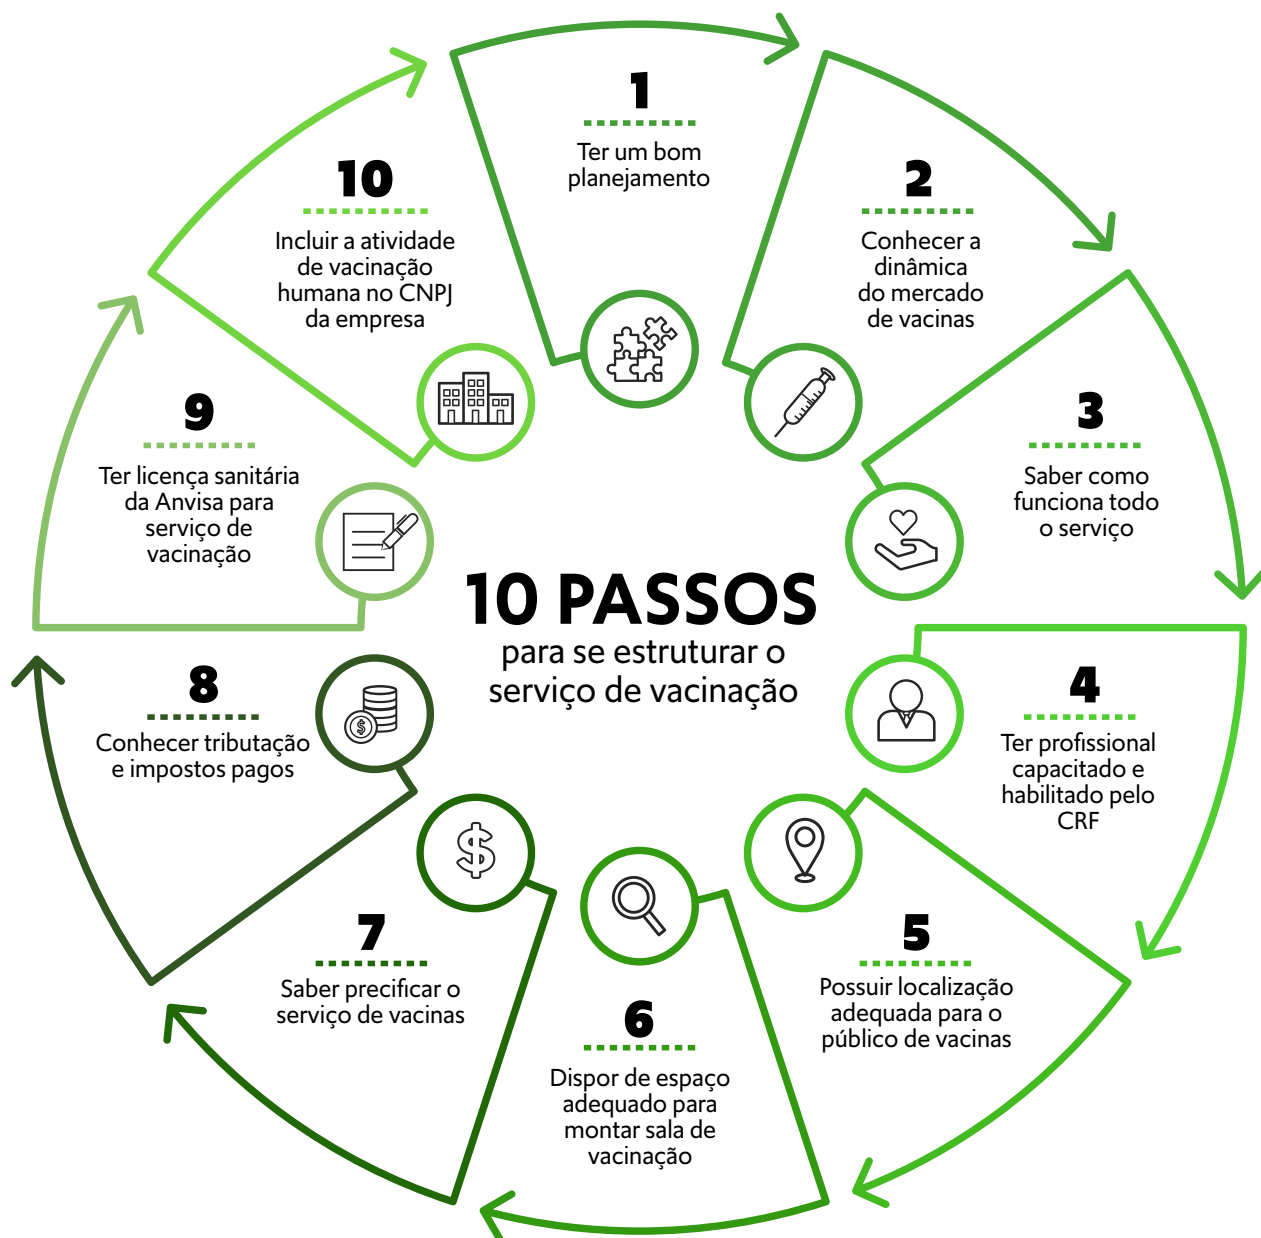 10 PASSOS
para se estruturar o
serviço de vacinação
1
Ter um bom
planejamento
2
Conhecer a
dinâmica
do mercado
de vacinas
3
Saber como
funciona todo
o serviço
4
Ter profissional
capacitado e
habilitado pelo
CRF
5
Possuir localização
adequada para o
público de vacinas
6
Dispor de espaço
adequado para
montar sala de
vacinação
7
Saber precificar o
serviço de vacinas
8
Conhecer tributação
e impostos pagos
9
Ter licença sanitária
da Anvisa para
serviço de
vacinação
10
Incluir a atividade
de vacinação
humana no CNPJ
da empresa
$
$